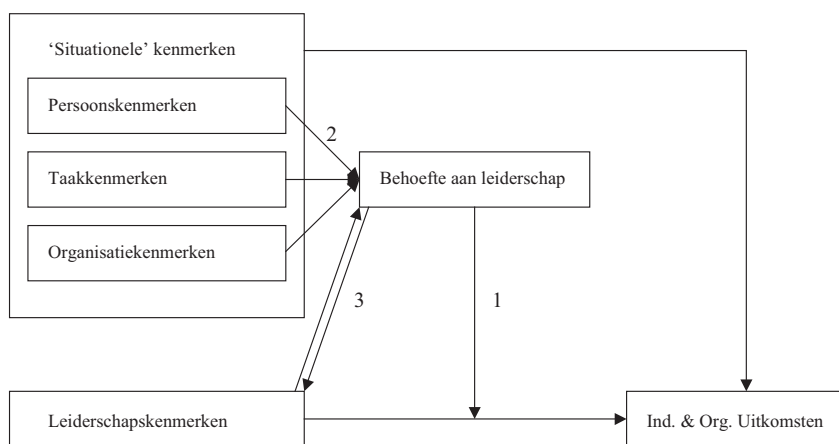 ‘Situationele’ kenmerken
Persoonskenmerken
2
Taakkenmerken
Behoefte aan leiderschap
Organisatiekenmerken
3
1
Leiderschapskenmerken
Ind. & Org. Uitkomsten